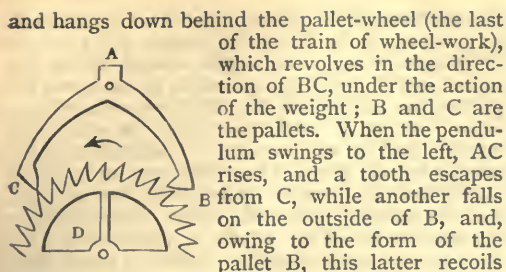 and hangs down behind the pallet-wheel (the last
of the train of wheel-work),
which revolves in the direc-
tion of BC, under the action
of the weight; B and C are
the pallets. When the pendu-
lum swings to the left, AC
rises, and a tooth escapes
from C, while another falls
on the outside of B, and,
owing to the form of the
pallet B, this latter recoils
A
C
B
D